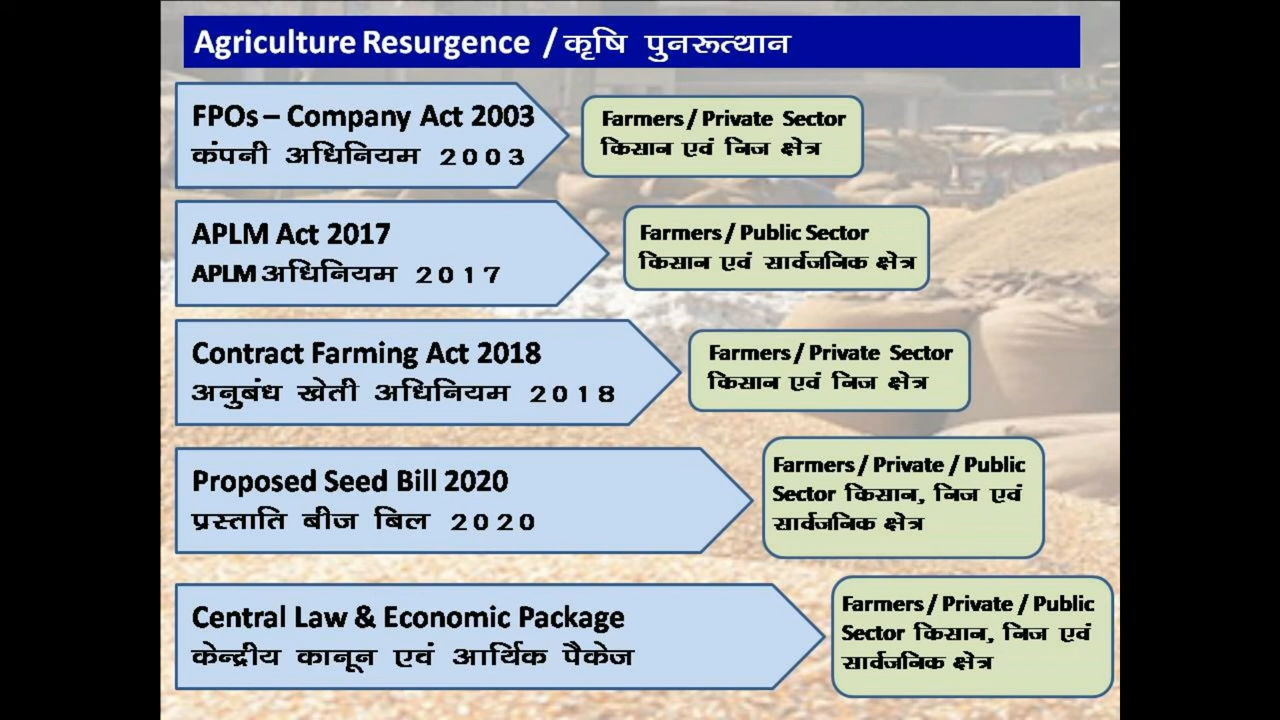 Agriculture Resurgence / कृषि पुनरूत्थान
FPOs – Company Act 2003
कंपनी अधिनियम 2003
Farmers / Private Sector
किसान एवं निज क्षेत्र
APLM Act 2017
APLM अधिनियम 2017
Farmers / Public Sector
किसान एवं सार्वजनिक क्षेत्र
Contract Farming Act 2018
अनुबंध खेती अधिनियम 2018
Farmers / Private Sector
किसान एवं निज क्षेत्र
Proposed Seed Bill 2020
प्रस्ताति बीज बिल 2020
Farmers / Private / Public
Sector किसान, निज एवं
सार्वजनिक क्षेत्र
Central Law & Economic Package
केन्द्रीय कानून एवं आर्थिक पैकेज
Farmers / Private / Public
Sector किसान, निज एवं
सार्वजनिक क्षेत्र